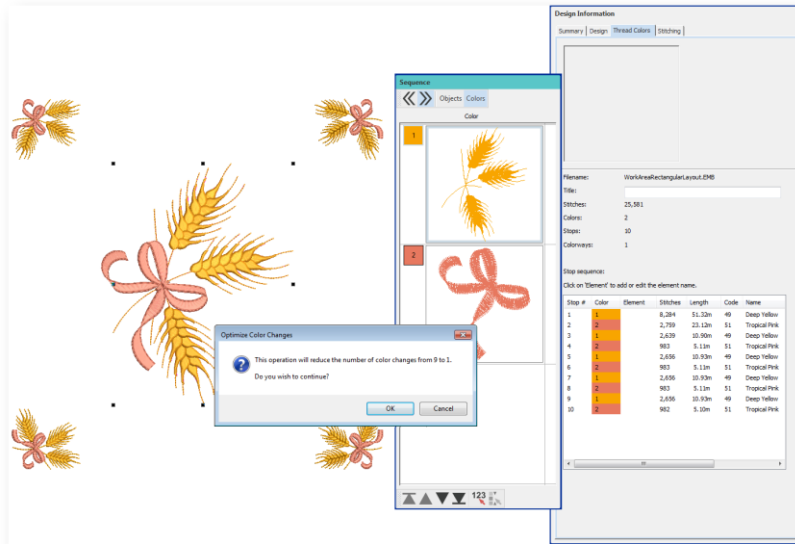 Design Information
Summary Design Thread Colors Stitching
Sequence
Objects Colors
Color
1
2
Filename: WorkAreaRectangularLayout.EMB
Title:
Stitches: 25,581
Colors: 2
Stops: 10
Colorways: 1
Stop sequence:
Click on 'Element' to add or edit the element name.
Stop # Color Element Stitches Length Code Name
1 1 8,284 51.32m 49 Deep Yellow
2 2 2,759 23.12m 51 Tropical Pink
3 1 2,639 10.90m 49 Deep Yellow
4 2 983 5.11m 51 Tropical Pink
5 1 2,656 10.93m 49 Deep Yellow
6 2 983 5.11m 51 Tropical Pink
7 1 2,656 10.93m 49 Deep Yellow
8 2 983 5.11m 51 Tropical Pink
9 1 2,656 10.93m 49 Deep Yellow
10 2 982 5.10m 51 Tropical Pink
Optimize Color Changes
This operation will reduce the number of color changes from 9 to 1.
Do you wish to continue?
OK Cancel
123